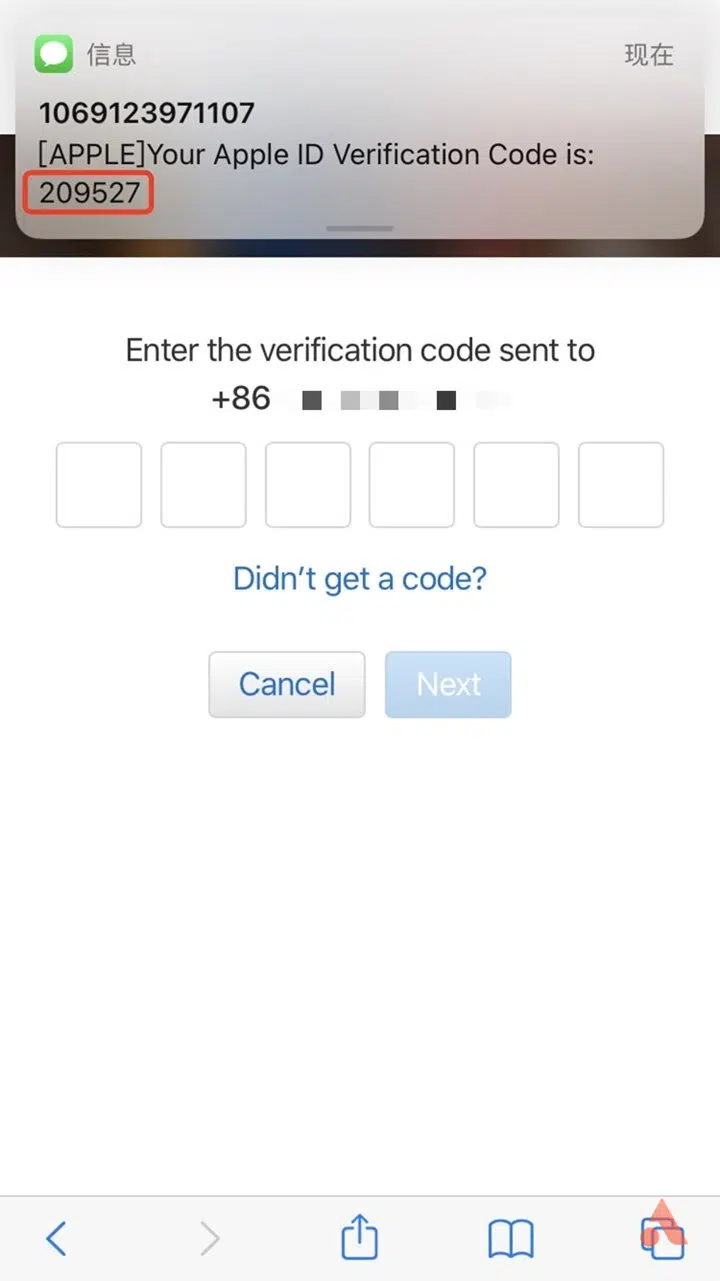 信息
现在
1069123971107
[APPLE]Your Apple ID Verification Code is:
209527
Enter the verification code sent to
+86
Didn’t get a code?
Cancel
Next